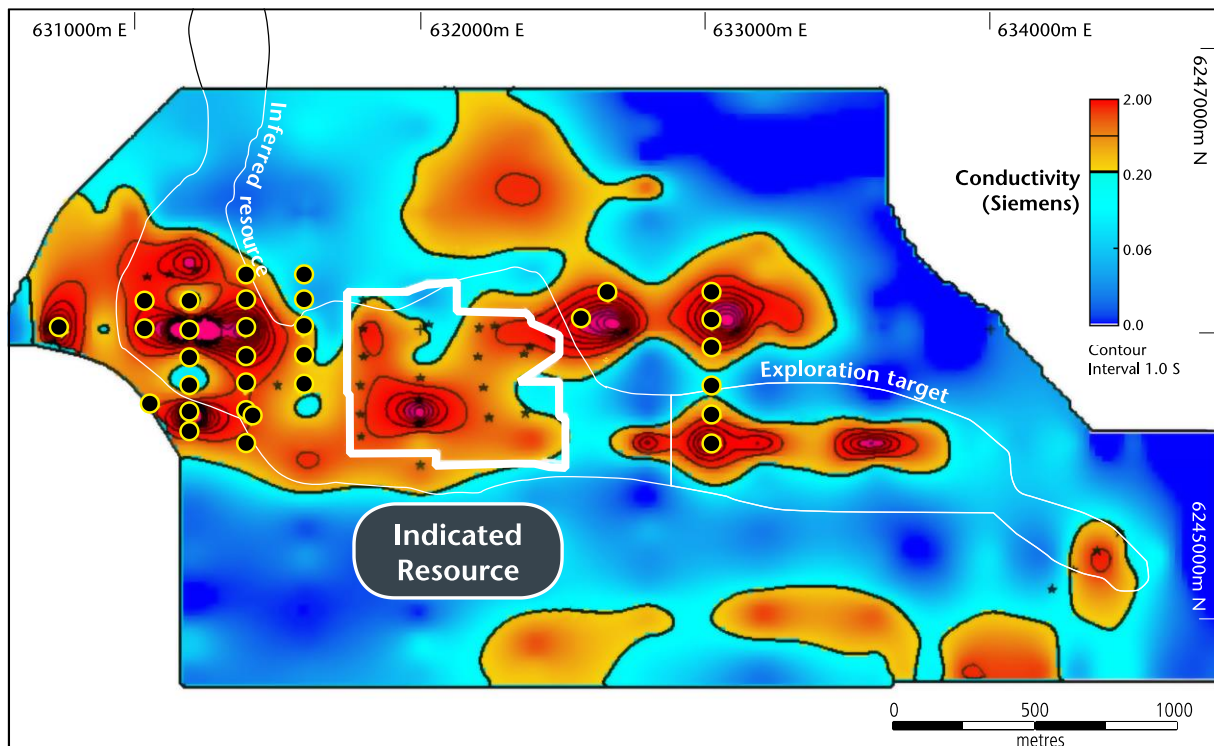 631000m E
632000m E
633000m E
634000m E
6247000m N
Inferred resource
2.00
Conductivity
(Siemens)
0.20
0.06
0.0
Contour
Interval 1.0 S
Exploration target
Indicated
Resource
6245000m N
0 500 1000
metres